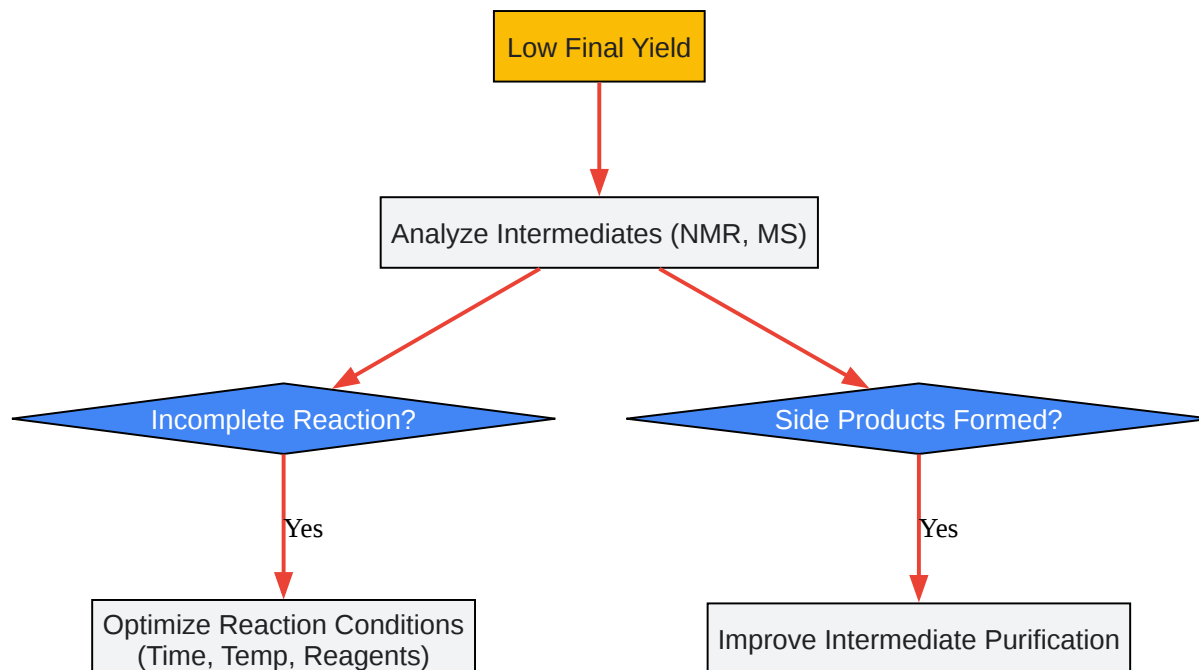 Low Final Yield
Analyze Intermediates (NMR, MS)
Incomplete Reaction?
Side Products Formed?
Yes
Yes
Optimize Reaction Conditions
(Time, Temp, Reagents)
Improve Intermediate Purification